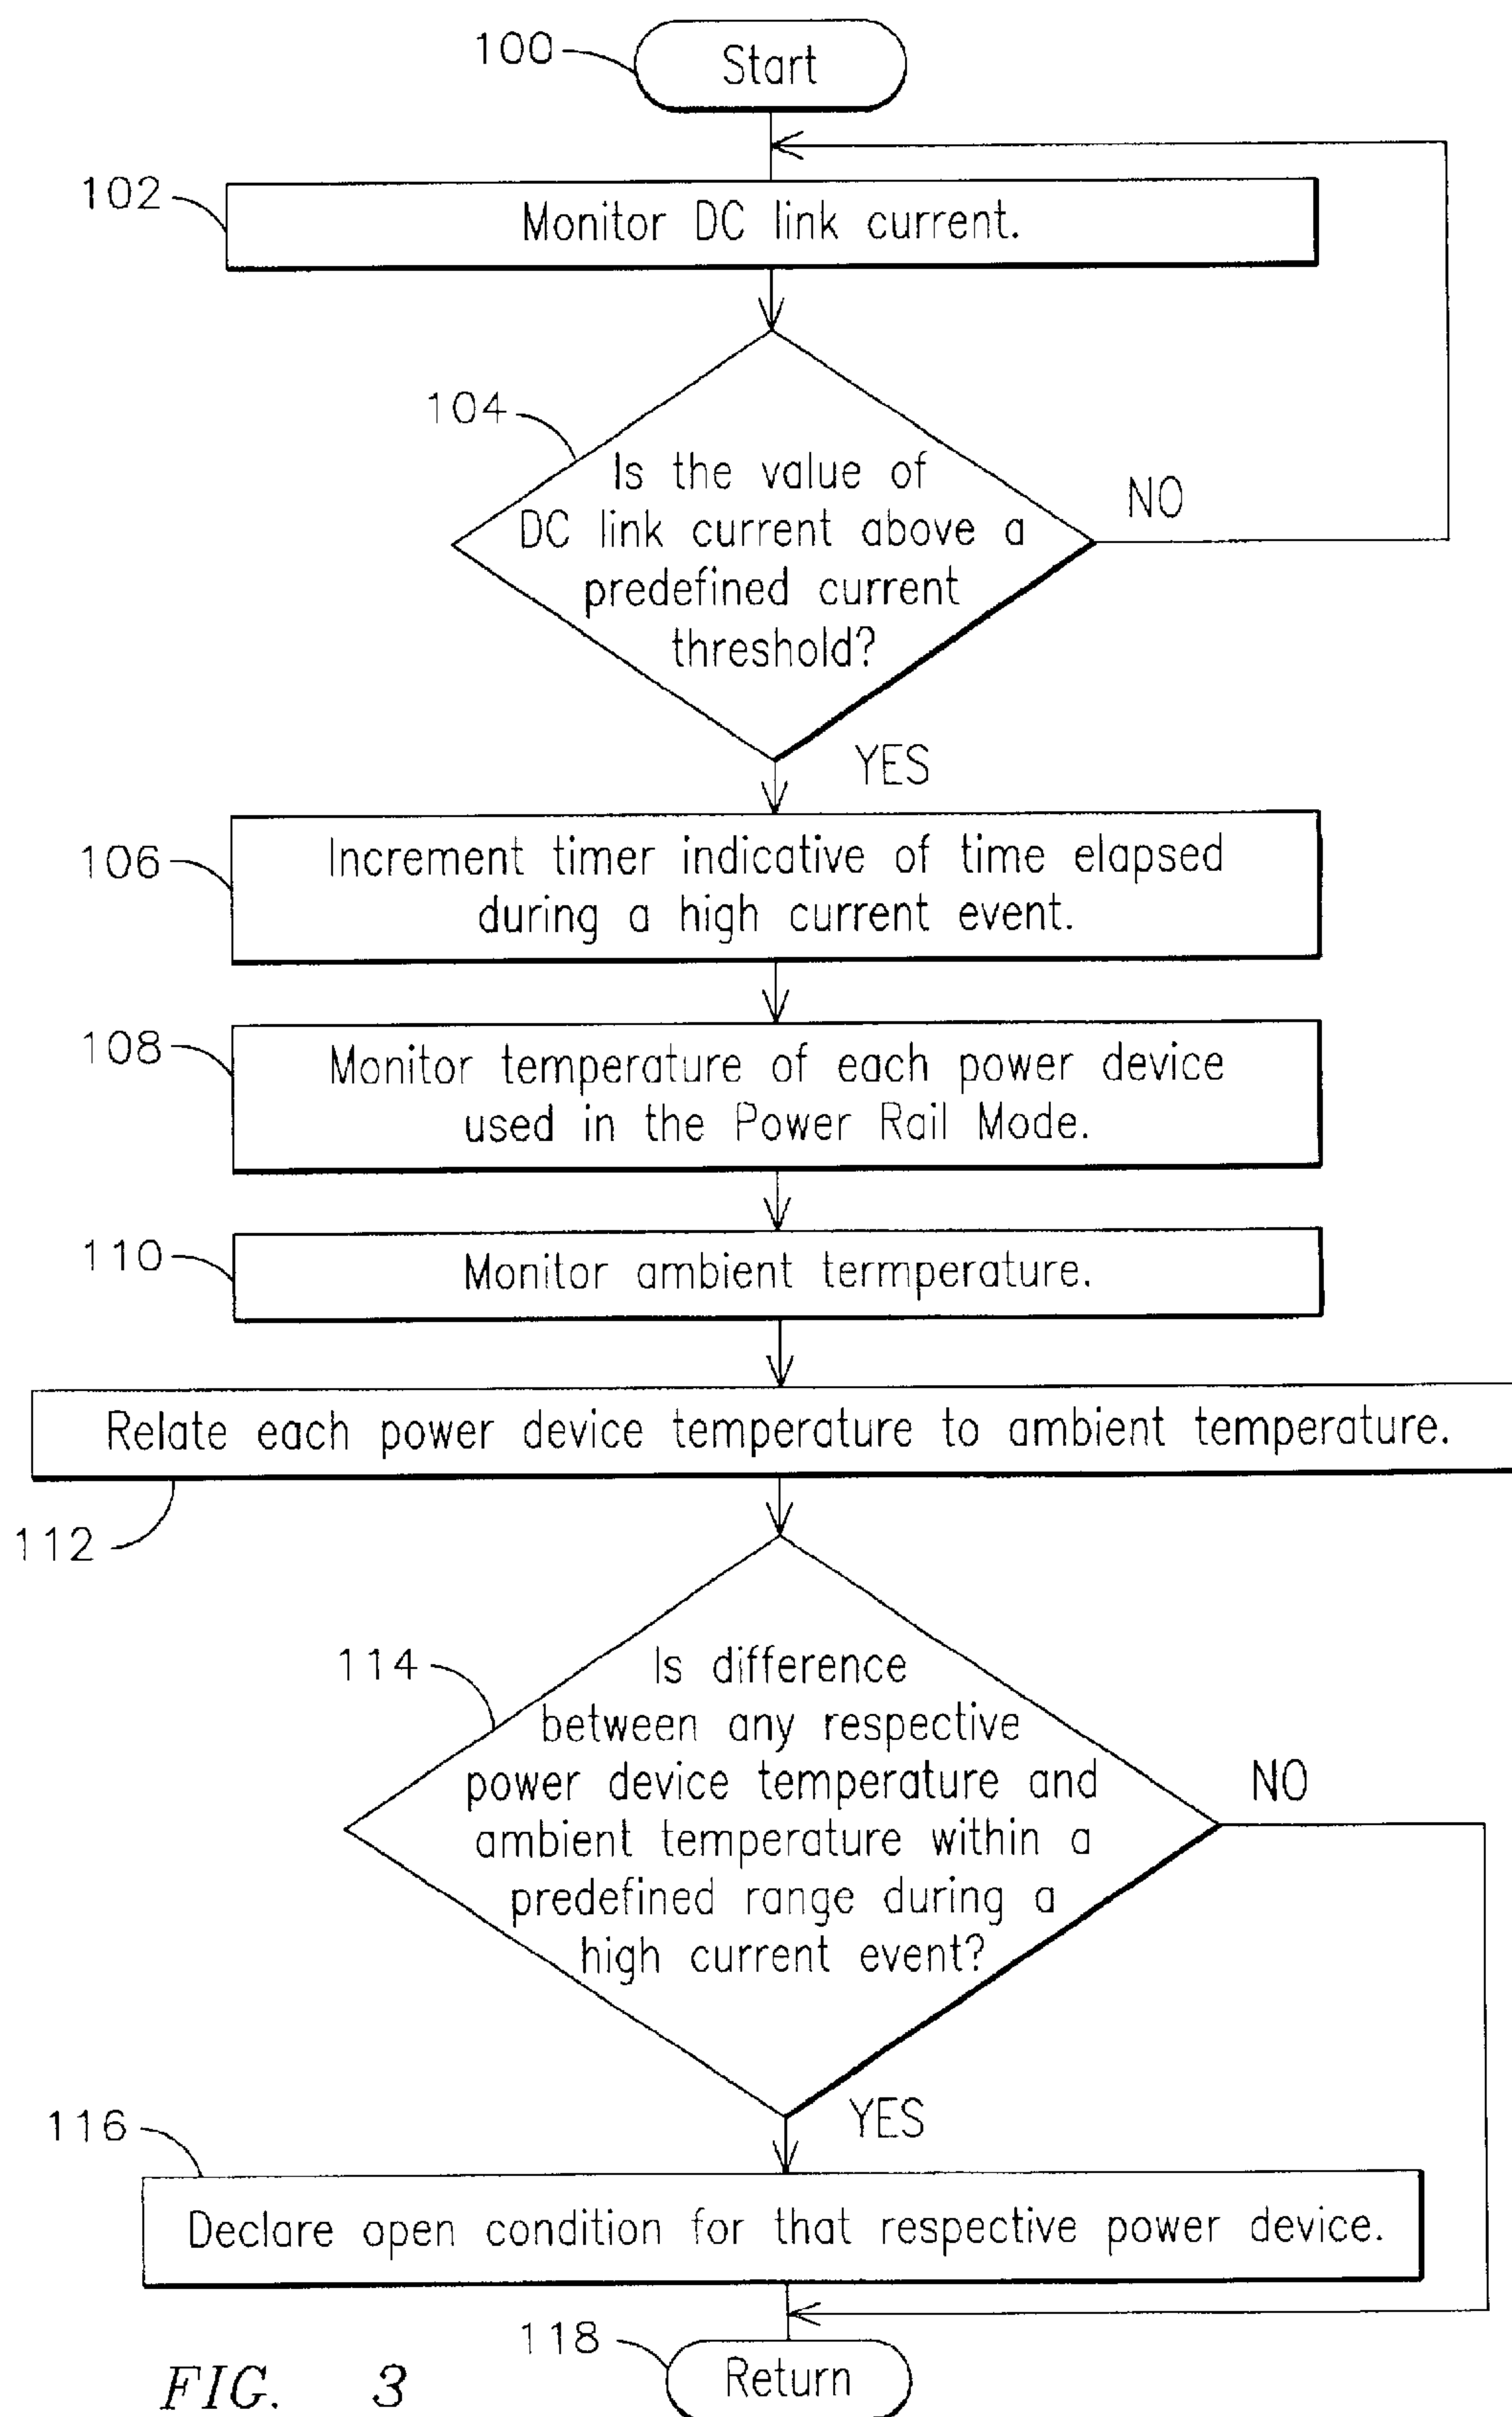 100
Start
102
Monitor DC link current.
104
Is the value of
DC link current above a
predefined current
threshold?
NO
YES
106
Increment timer indicative of time elapsed
during a high current event.
108
Monitor temperature of each power device
used in the Power Rail Mode.
110
Monitor ambient termperature.
Relate each power device temperature to ambient temperature.
112
114
Is difference
between any respective
power device temperature and
ambient temperature within a
predefined range during a
high current event?
NO
YES
116
Declare open condition for that respective power device.
118
Return
FIG. 3